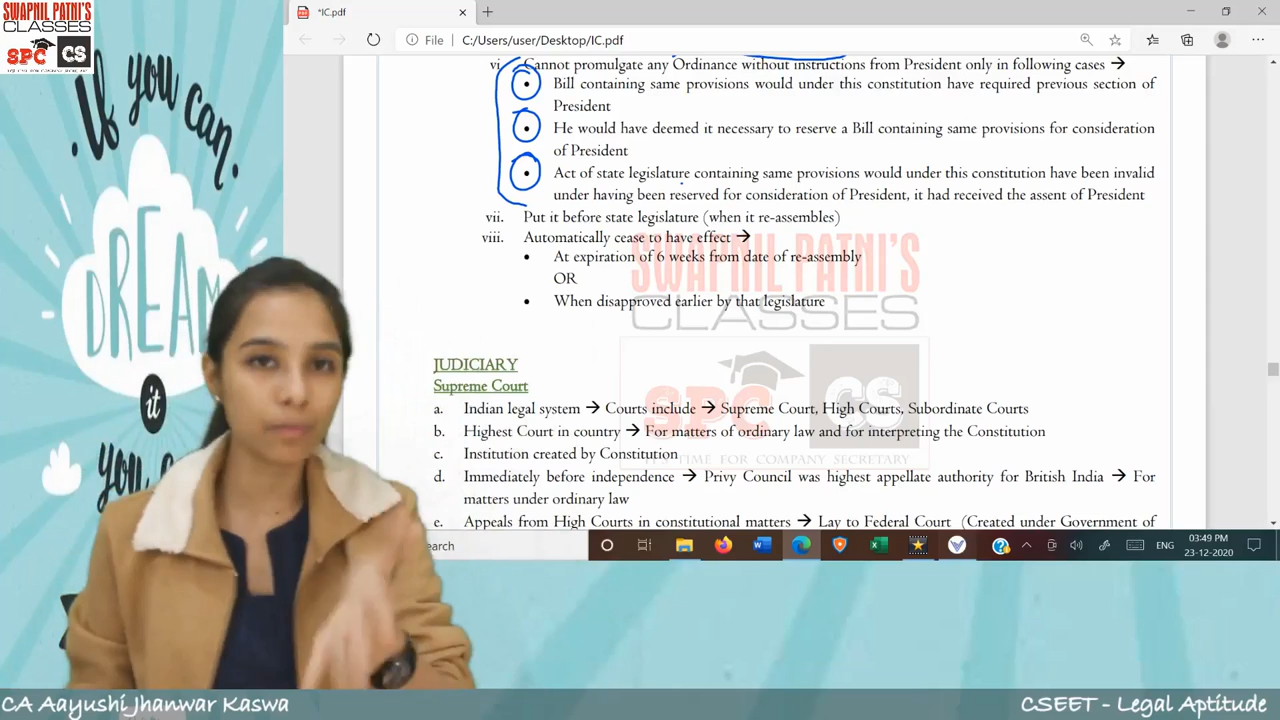 SWAPNIL PATNI'S
CLASSES
SPC CS
if you can
DREAM
it
you
*IC.pdf
File C:/Users/user/Desktop/IC.pdf
vi. Cannot promulgate any Ordinance without instructions from President only in following cases →
• Bill containing same provisions would under this constitution have required previous section of
President
• He would have deemed it necessary to reserve a Bill containing same provisions for consideration
of President
• Act of state legislature containing same provisions would under this constitution have been invalid
under having been reserved for consideration of President, it had received the assent of President
vii. Put it before state legislature (when it re-assembles)
viii. Automatically cease to have effect →
• At expiration of 6 weeks from date of re-assembly
OR
• When disapproved earlier by that legislature
SWAPNIL PATNI'S
CLASSES
SPC CS
JUDICIARY
Supreme Court
a. Indian legal system → Courts include → Supreme Court, High Courts, Subordinate Courts
b. Highest Court in country → For matters of ordinary law and for interpreting the Constitution
c. Institution created by Constitution
TIME FOR COMPANY SECRETARY
d. Immediately before independence → Privy Council was highest appellate authority for British India → For
matters under ordinary law
e. Appeals from High Courts in constitutional matters → Lay to Federal Court (Created under Government of
earch
ENG
03:49 PM
23-12-2020
CA Aayushi Jhanwar Kaswa
CSEET - Legal Aptitude